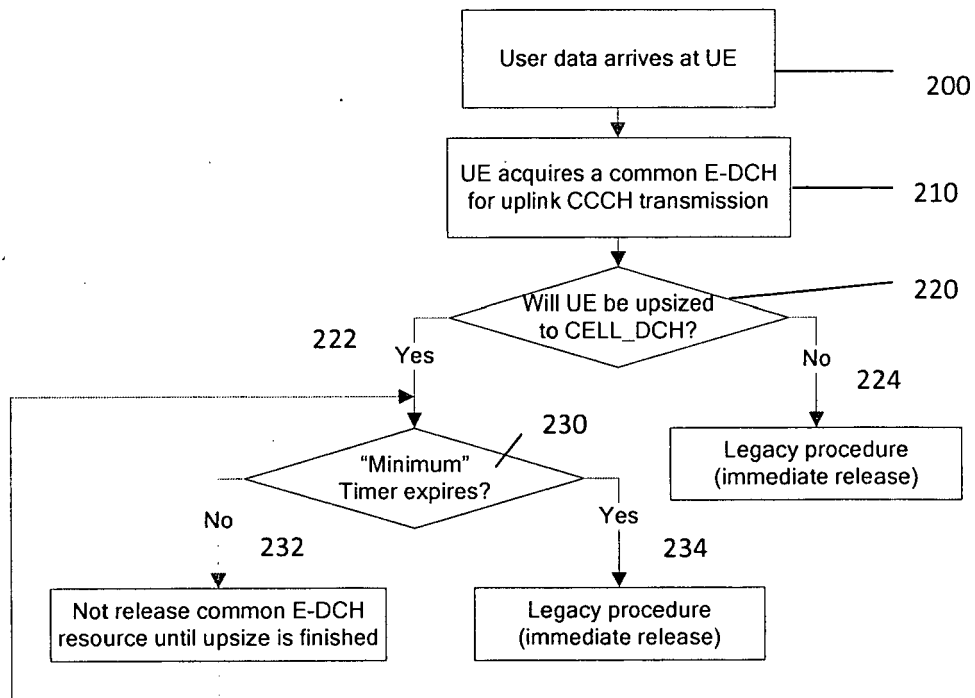 User data arrives at UE
200
UE acquires a common E-DCH
for uplink CCCH transmission
210
Will UE be upsized
to CELL_DCH?
220
222
Yes
No
224
"Minimum"
Timer expires?
230
Legacy procedure
(immediate release)
No
232
Yes
234
Not release common E-DCH
resource until upsize is finished
Legacy procedure
(immediate release)